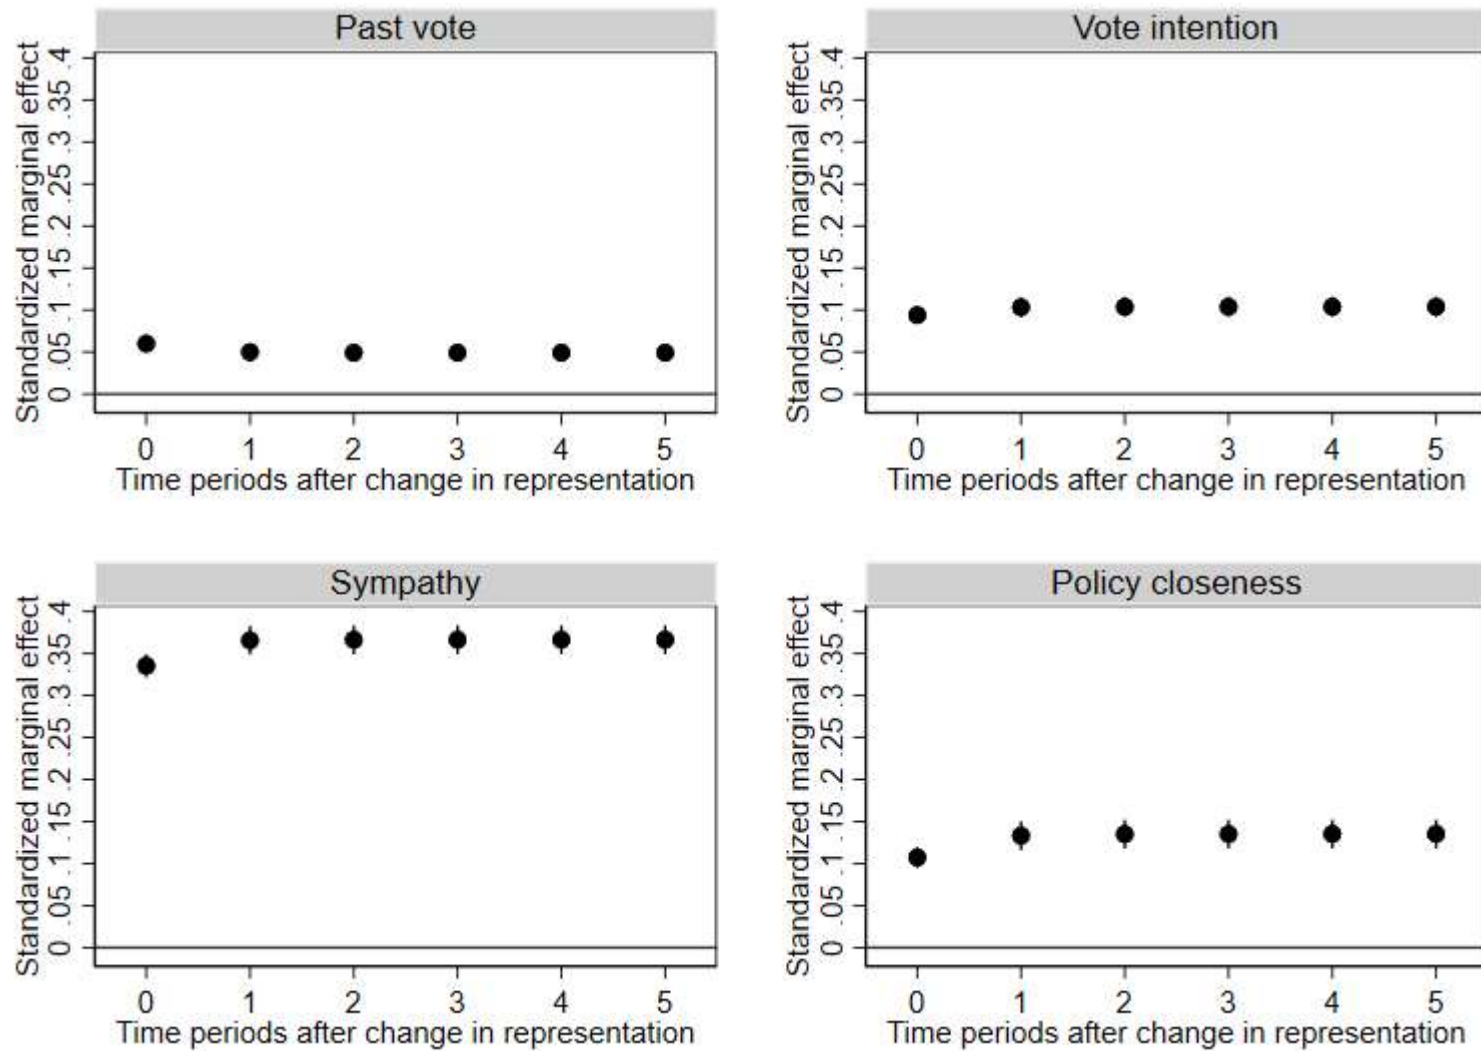 Past vote
Standardized marginal effect
0 .05 .1 .15 .2 .25 .3 .35 .4
0 1 2 3 4 5
Time periods after change in representation
Vote intention
Standardized marginal effect
0 .05 .1 .15 .2 .25 .3 .35 .4
0 1 2 3 4 5
Time periods after change in representation
Sympathy
Standardized marginal effect
0 .05 .1 .15 .2 .25 .3 .35 .4
0 1 2 3 4 5
Time periods after change in representation
Policy closeness
Standardized marginal effect
0 .05 .1 .15 .2 .25 .3 .35 .4
0 1 2 3 4 5
Time periods after change in representation